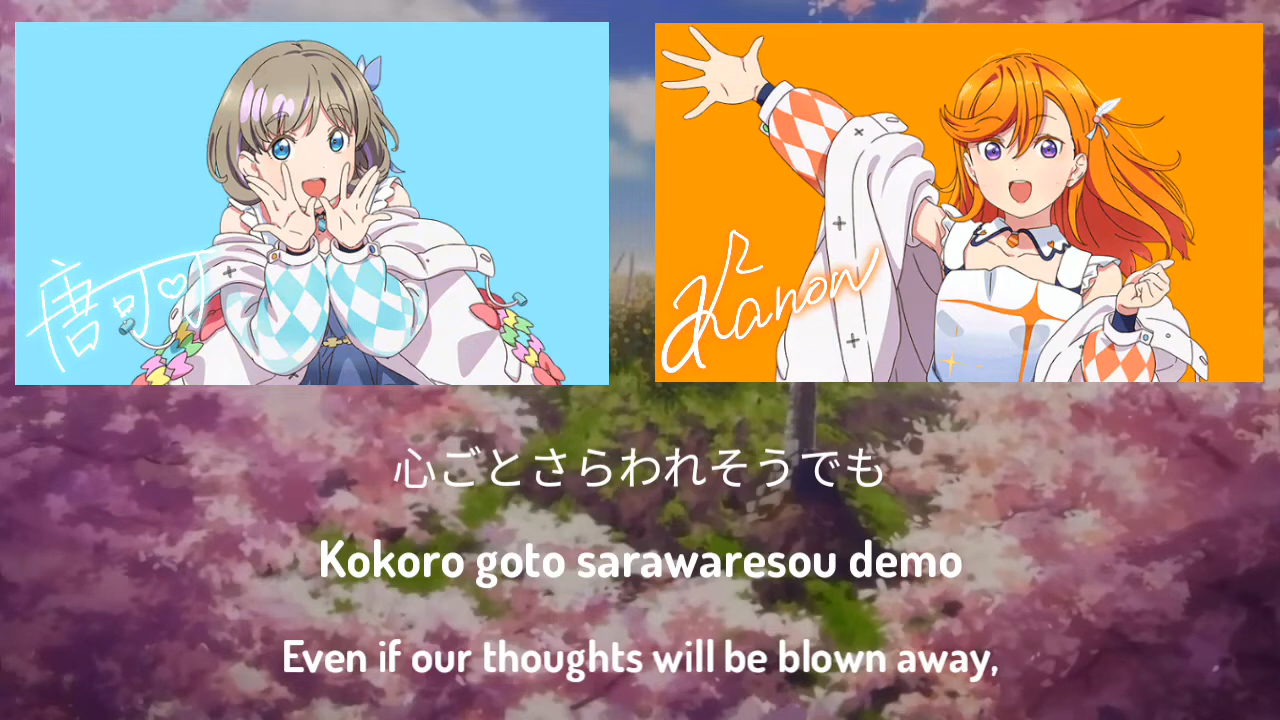 唐可可
Kanon
心ごとさらわれそうでも
Kokoro goto sarawaresou demo
Even if our thoughts will be blown away,